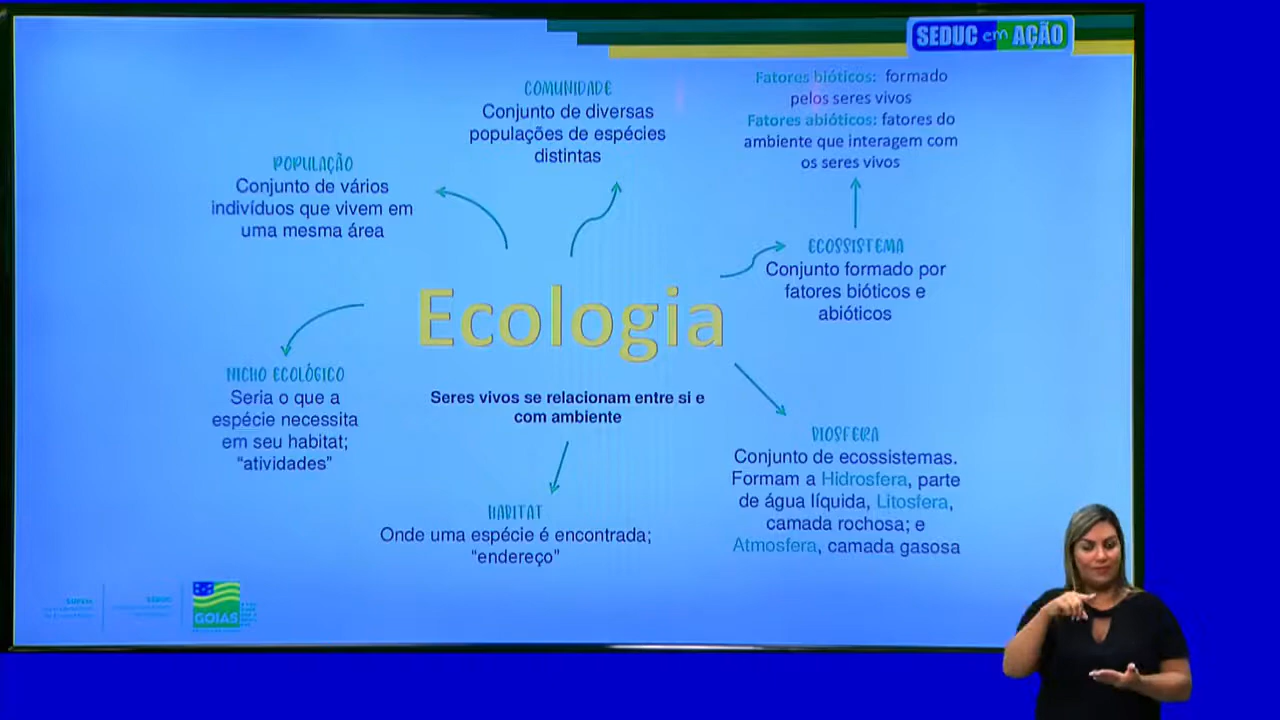 SEDUC em AÇÃO
COMUNIDADE
Conjunto de diversas
populações de espécies
distintas
Fatores bióticos: formado
pelos seres vivos
Fatores abióticos: fatores do
ambiente que interagem com
os seres vivos
POPULAÇÃO
Conjunto de vários
indivíduos que vivem em
uma mesma área
ECOSSISTEMA
Conjunto formado por
fatores bióticos e
abióticos
Ecologia
Seres vivos se relacionam entre si e
com ambiente
NICHO ECOLÓGICO
Seria o que a
espécie necessita
em seu habitat;
“atividades”
BIOSFERA
Conjunto de ecossistemas.
Formam a Hidrosfera, parte
de água líquida, Litosfera,
camada rochosa; e
Atmosfera, camada gasosa
HABITAT
Onde uma espécie é encontrada;
“endereço”
GOIÁS